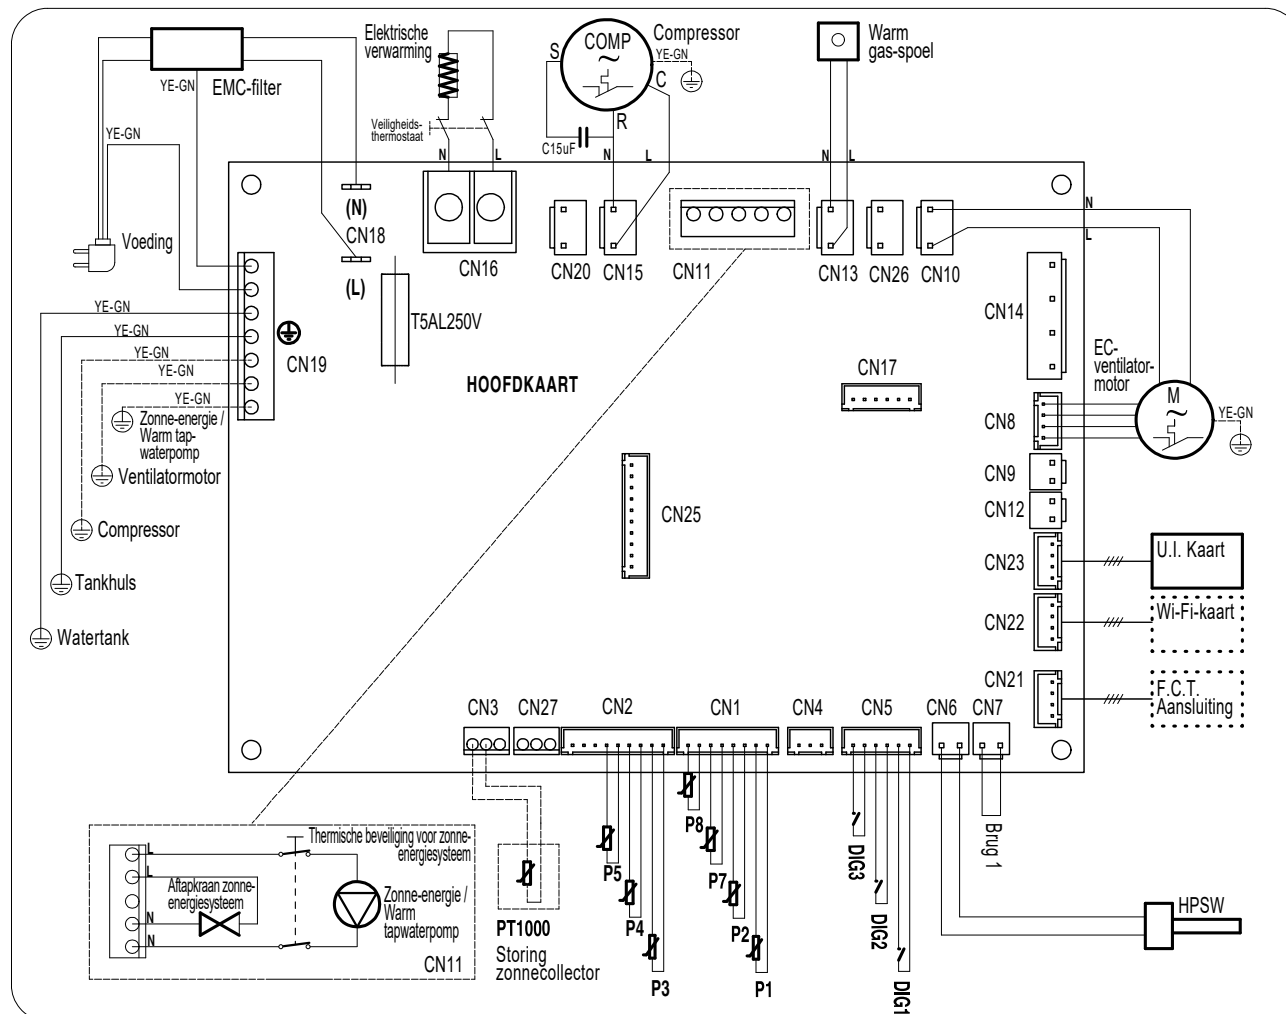 EMC-filter
YE-GN
YE-GN
Voeding
(N)
CN18
(L)
T5AL250V
Elektrische
verwarming
Veiligheids-
thermostaat
N
L
CN16
COMP
~
S
R
C
Compressor
YE-GN
C15uF
N
L
CN20
CN15
CN11
Warm
gas-spoel
N
L
CN13
CN26
CN10
N
L
CN14
EC-
ventilator-
motor
M
~
YE-GN
YE-GN
YE-GN
YE-GN
YE-GN
YE-GN
CN19
Zonne-energie /
Warm tap-
waterpomp
Ventilatormotor
Compressor
Tankhuls
Watertank
HOOFDKAART
CN17
CN25
CN8
CN9
CN12
CN23
U.I. Kaart
CN22
Wi-Fi-kaart
CN21
F.C.T.
Aansluiting
CN3
CN27
CN2
CN1
CN4
CN5
CN6
CN7
P5
P4
P3
P8
P7
P2
P1
DIG3
DIG2
DIG1
Brug 1
HPSW
PT1000
Storing
zonnecollector
L
L
N
N
Thermische beveiliging voor zonne-
energiesysteem
Aftapkraan zonne-
energiesysteem
Zonne-energie /
Warm
tapwaterpomp
CN11